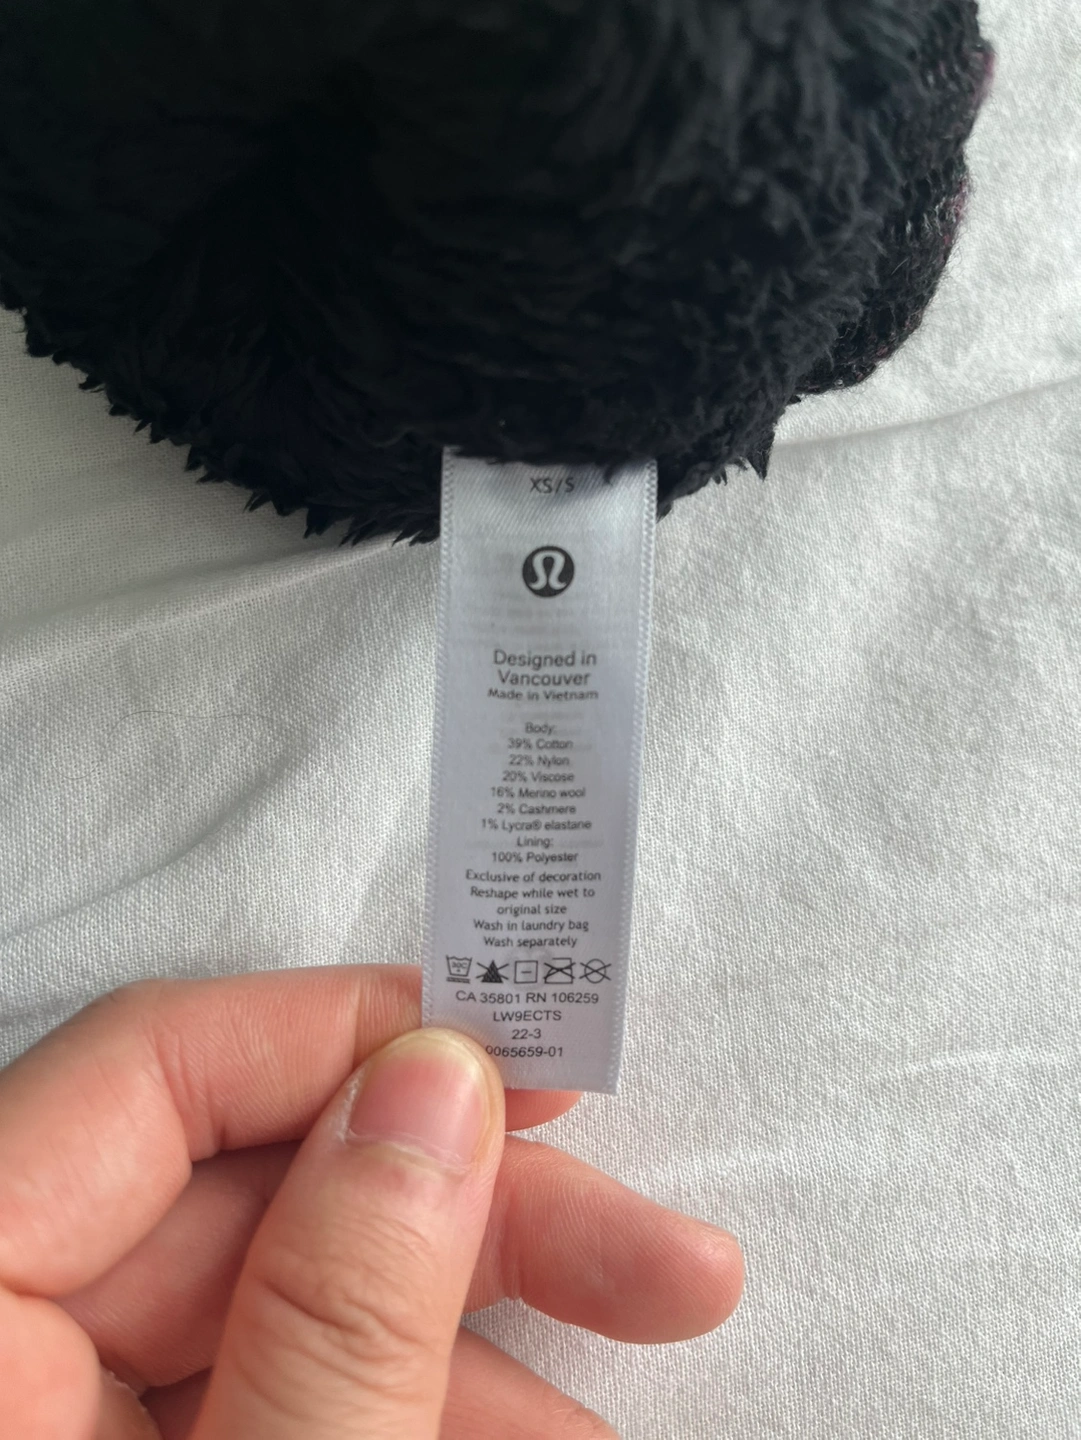 XS/S
Designed in
Vancouver
Made in Vietnam
Body:
39% Cotton
22% Nylon
20% Viscose
16% Merino wool
2% Cashmere
1% Lycra® elastane
Lining:
100% Polyester
Exclusive of decoration
Reshape while wet to
original size
Wash in laundry bag
Wash separately
30C
CA 35801 RN 106259
LW9ECTS
22-3
0065659-01